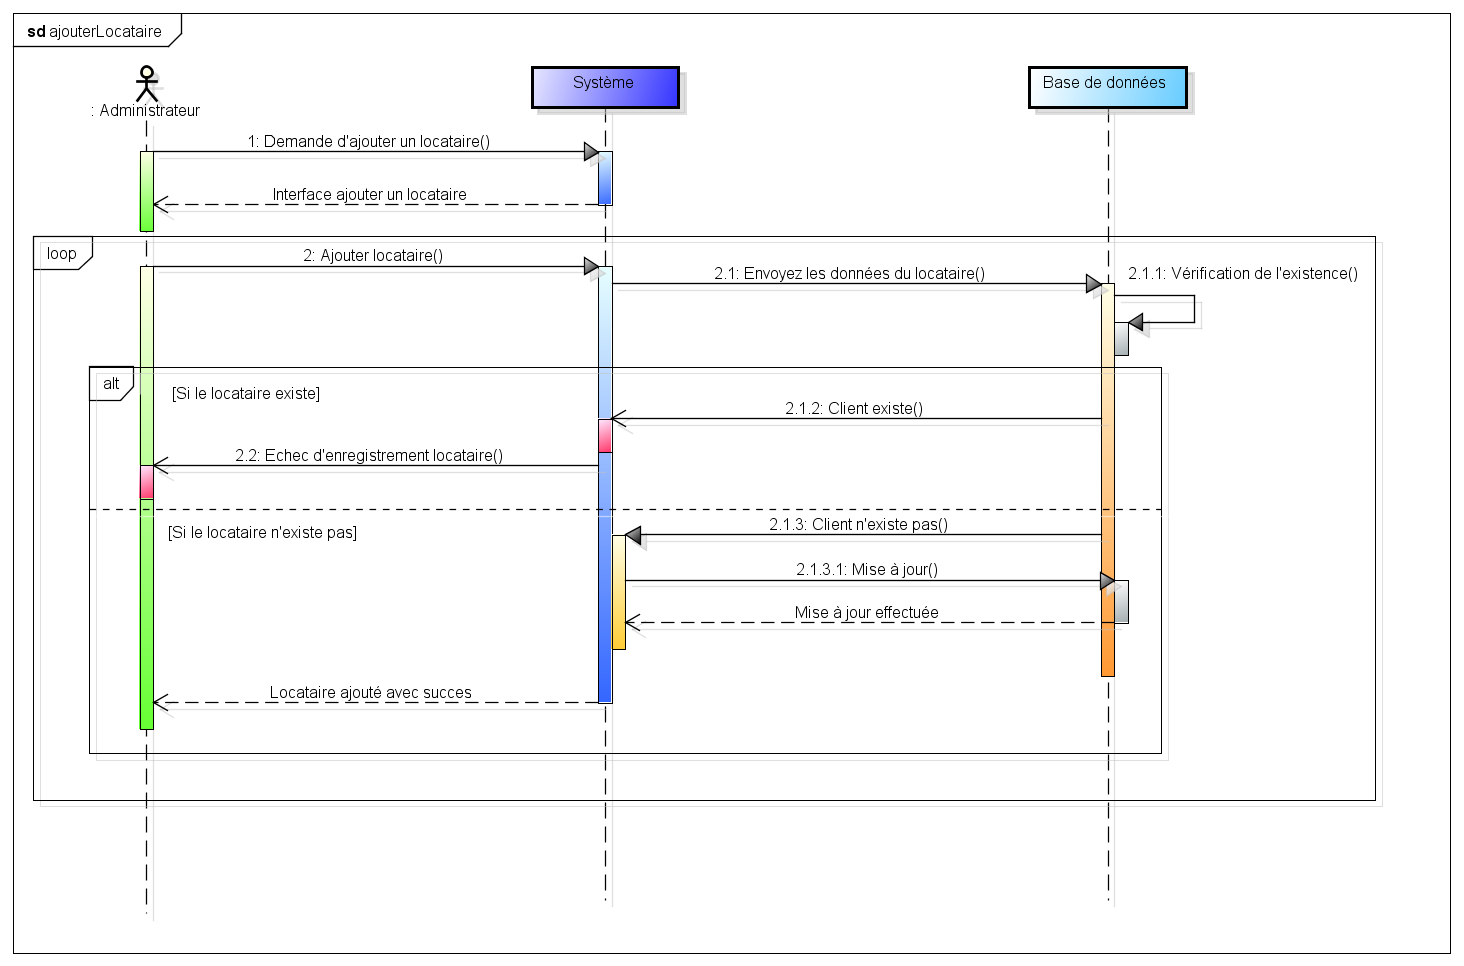 sd ajouterLocataire
: Administrateur
Système
Base de données
1: Demande d'ajouter un locataire()
Interface ajouter un locataire
loop
2: Ajouter locataire()
2.1: Envoyez les données du locataire()
2.1.1: Vérification de l'existence()
alt
[Si le locataire existe]
2.1.2: Client existe()
2.2: Echec d'enregistrement locataire()
[Si le locataire n'existe pas]
2.1.3: Client n'existe pas()
2.1.3.1: Mise à jour()
Mise à jour effectuée
Locataire ajouté avec succes